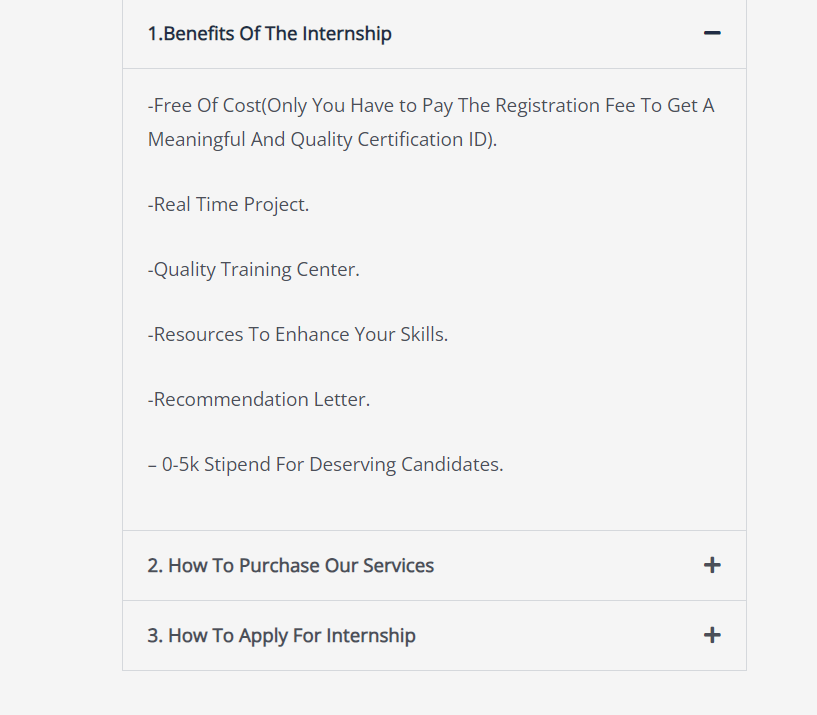 1.Benefits Of The Internship
-Free Of Cost(Only You Have to Pay The Registration Fee To Get A
Meaningful And Quality Certification ID).
-Real Time Project.
-Quality Training Center.
-Resources To Enhance Your Skills.
-Recommendation Letter.
– 0-5k Stipend For Deserving Candidates.
2. How To Purchase Our Services
3. How To Apply For Internship